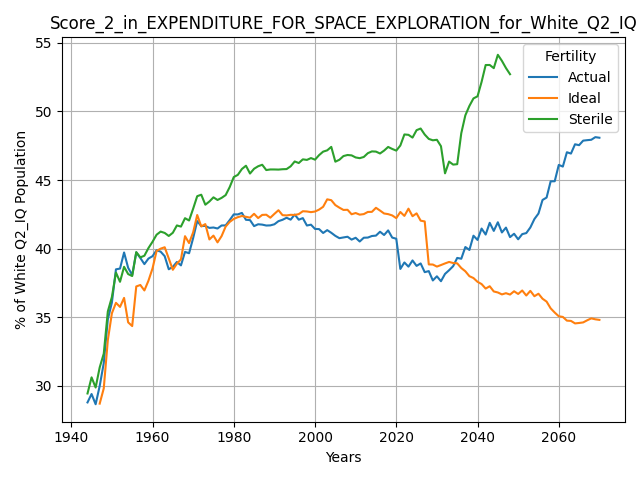 Score_2_in_EXPENDITURE_FOR_SPACE_EXPLORATION_for_White_Q2_IQ
55
50
45
40
35
30
% of White Q2_IQ Population
Fertility
Actual
Ideal
Sterile
1940
1960
1980
2000
2020
2040
2060
Years